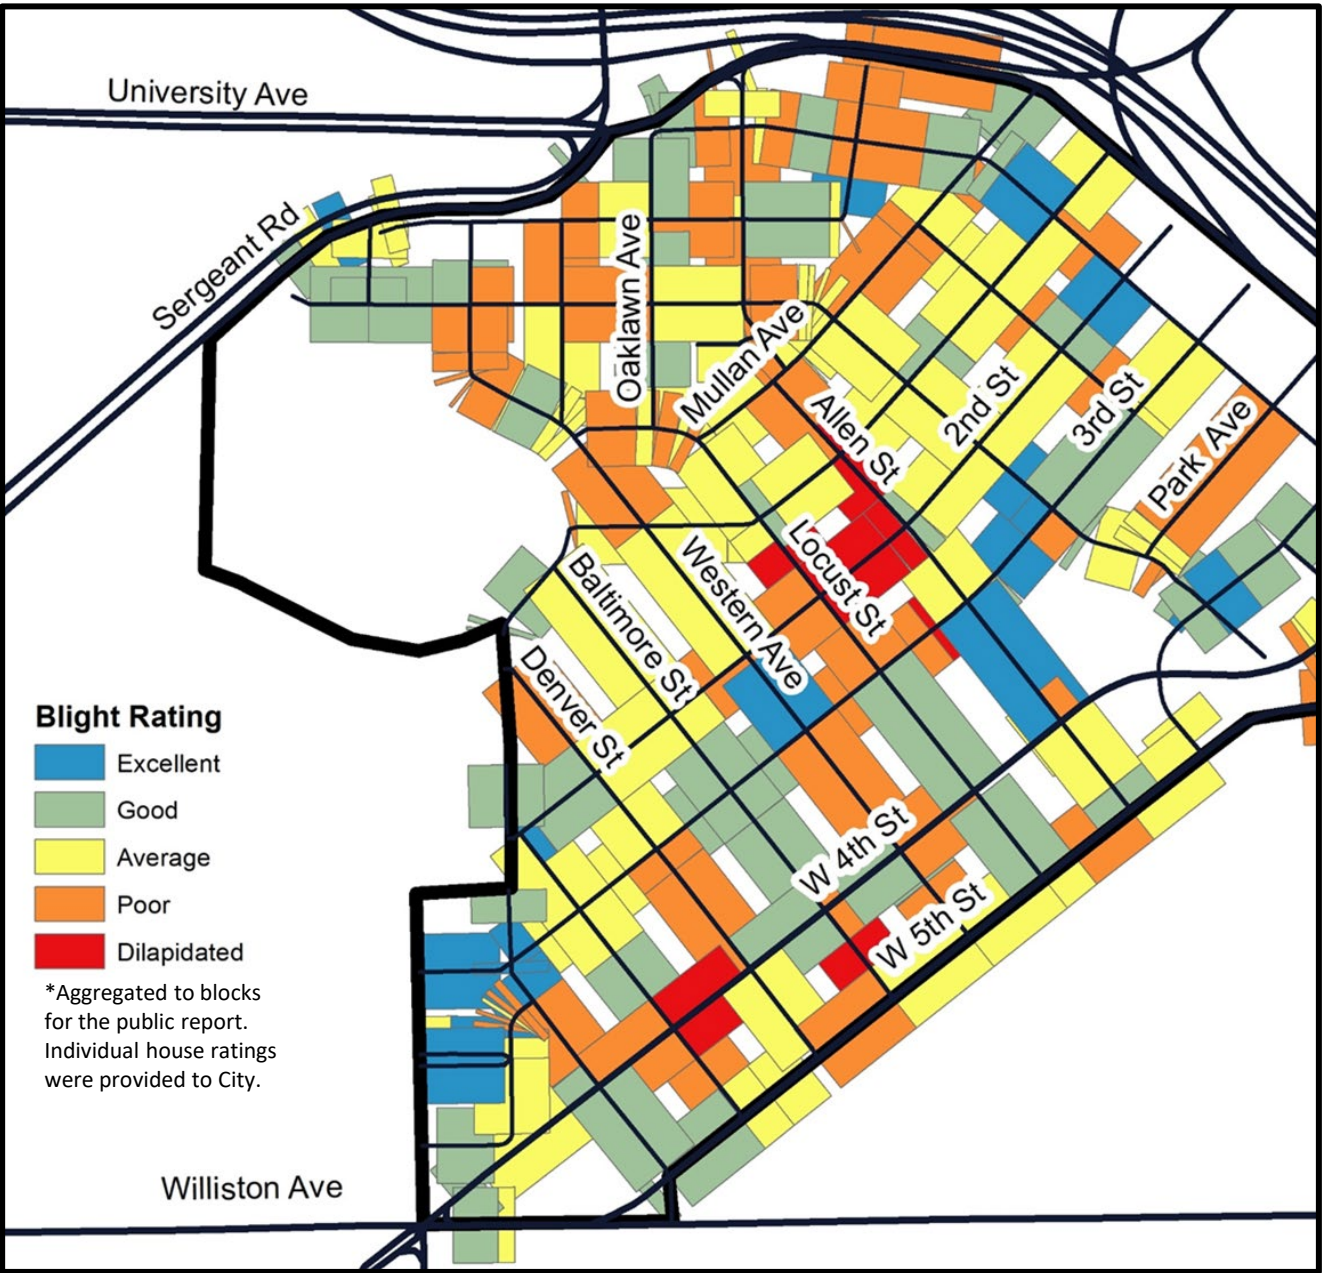 University Ave
Sergeant Rd
Oaklawn Ave
Mullan Ave
Allen St
2nd St
3rd St
Park Ave
Locust St
Western Ave
Baltimore St
Denver St
W 4th St
W 5th St
Blight Rating
Excellent
Good
Average
Poor
Dilapidated
*Aggregated to blocks
for the public report.
Individual house ratings
were provided to City.
Williston Ave